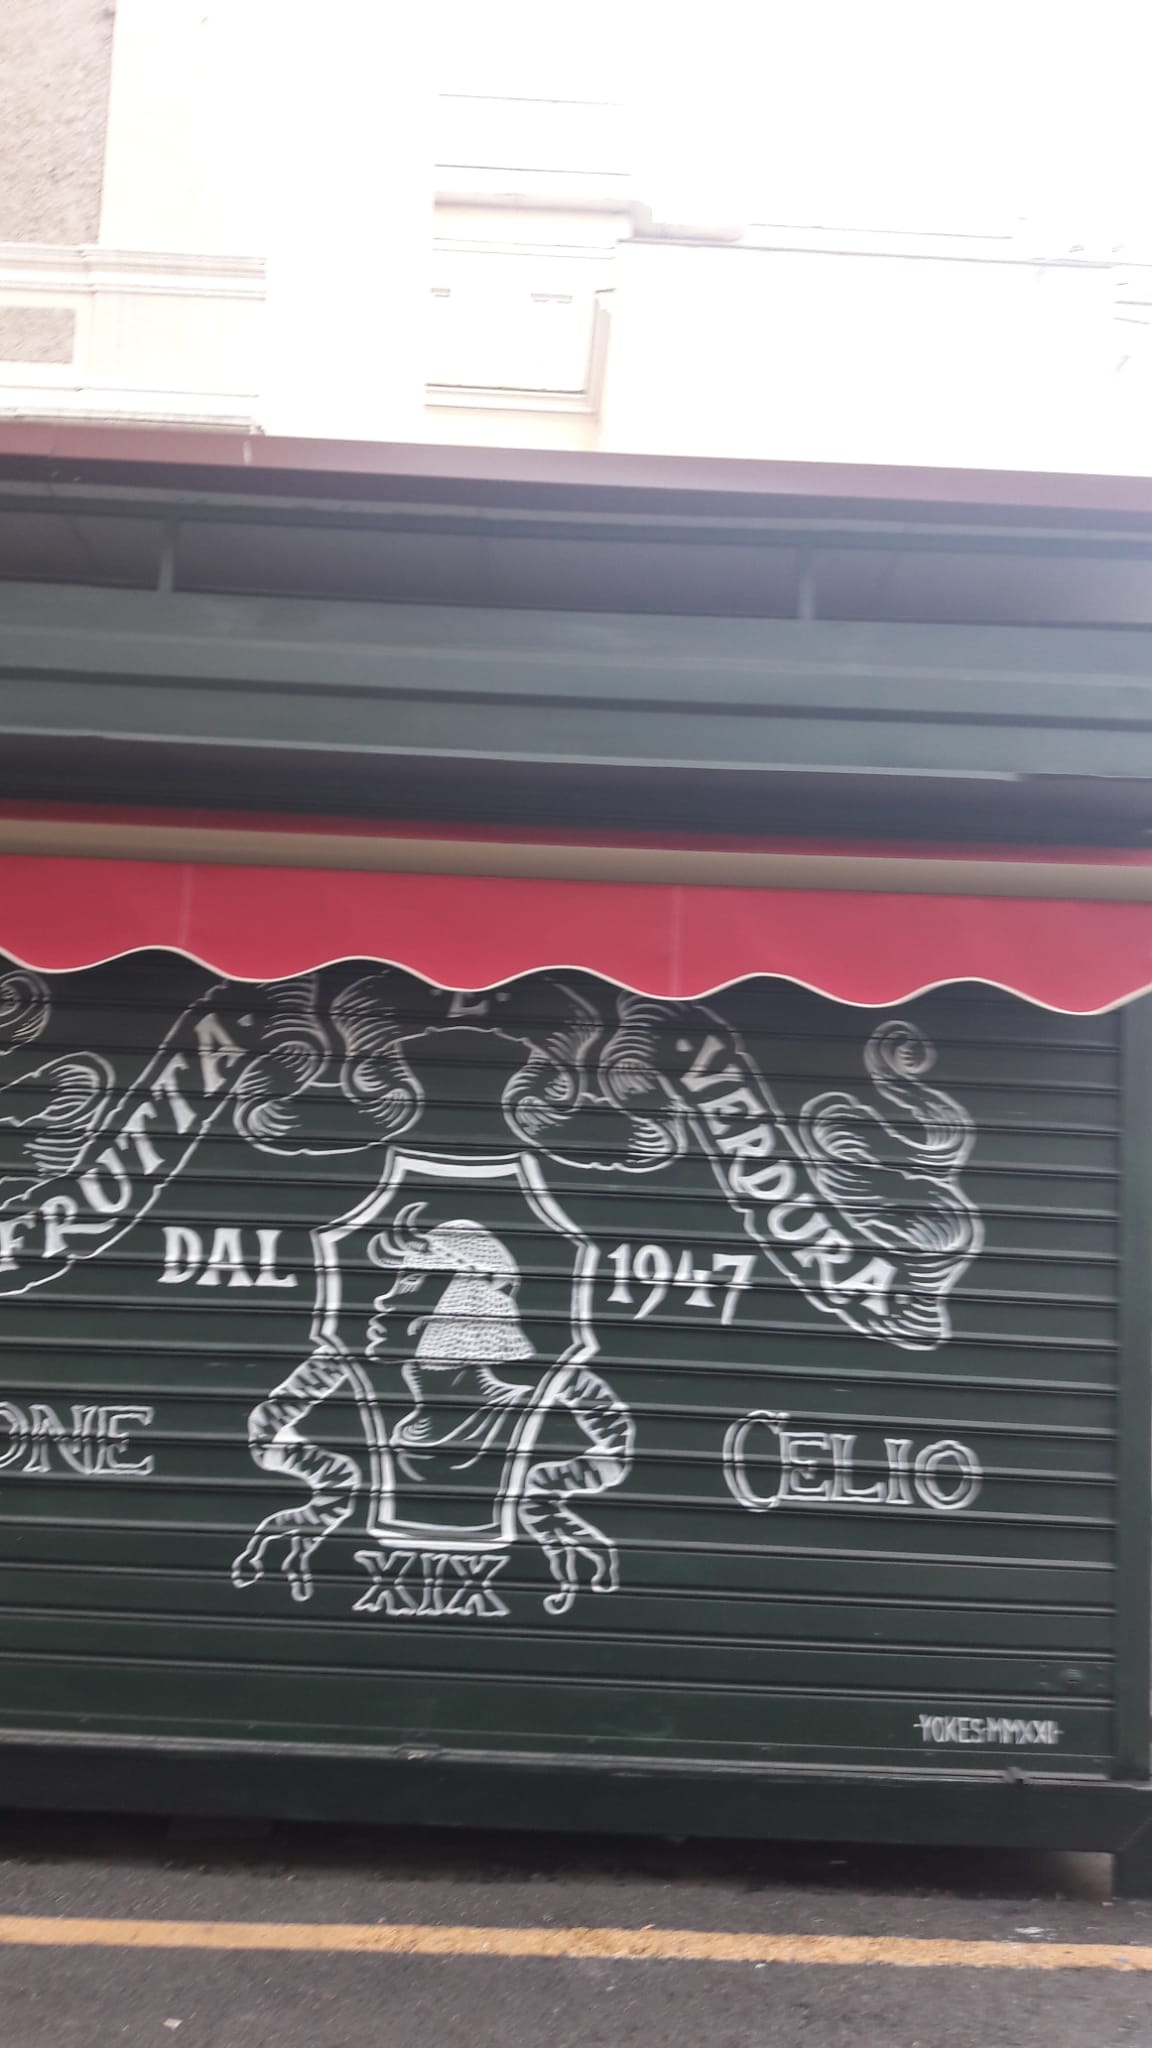 FRUTTA · E · VERDURA
DAL 1947
ONE CELIO
XIX
-YOKES-MMXXI-